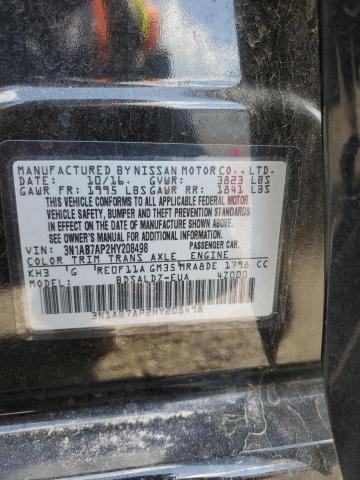 MANUFACTURED BY NISSAN MOTOR CO., LTD.
DATE: 10/16. GVWR: 3823 LBS
GAWR FR: 1995 LBS GAWR RR: 1841 LBS
THIS VEHICLE CONFORMS TO ALL APPLICABLE FEDERAL MOTOR
VEHICLE SAFETY, BUMPER AND THEFT PREVENTION STANDARDS IN
EFFECT ON THE DATE OF MANUFACTURE SHOWN ABOVE.
SEE OWNER'S MANUAL FOR ADDITIONAL INFORMATION.
VIN: 3N1AB7AP2HY208498 PASSENGER CAR.
COLOR TRIM TRANS AXLE ENGINE
KH3 G RE0F11A GM35 MRA8DE 1798 CC
MODEL: BDSALDZ-EUA 4Z000
3N1AB7AP2HY208498